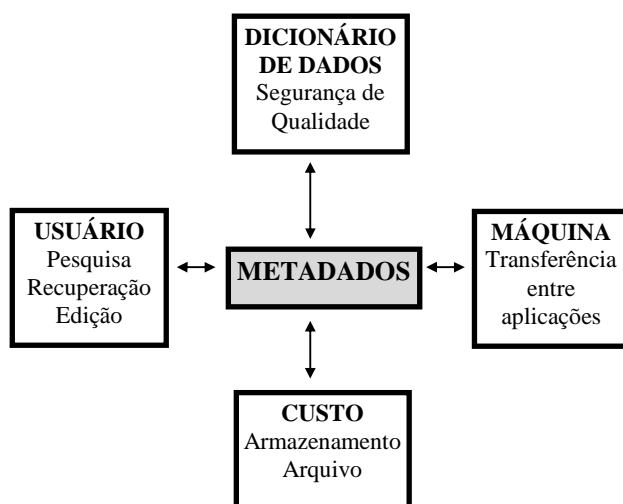 DICIONÁRIO
DE DADOS
Segurança de
Qualidade
USUÁRIO
Pesquisa
Recuperação
Edição
METADADOS
MÁQUINA
Transferência
entre
aplicações
CUSTO
Armazenamento
Arquivo